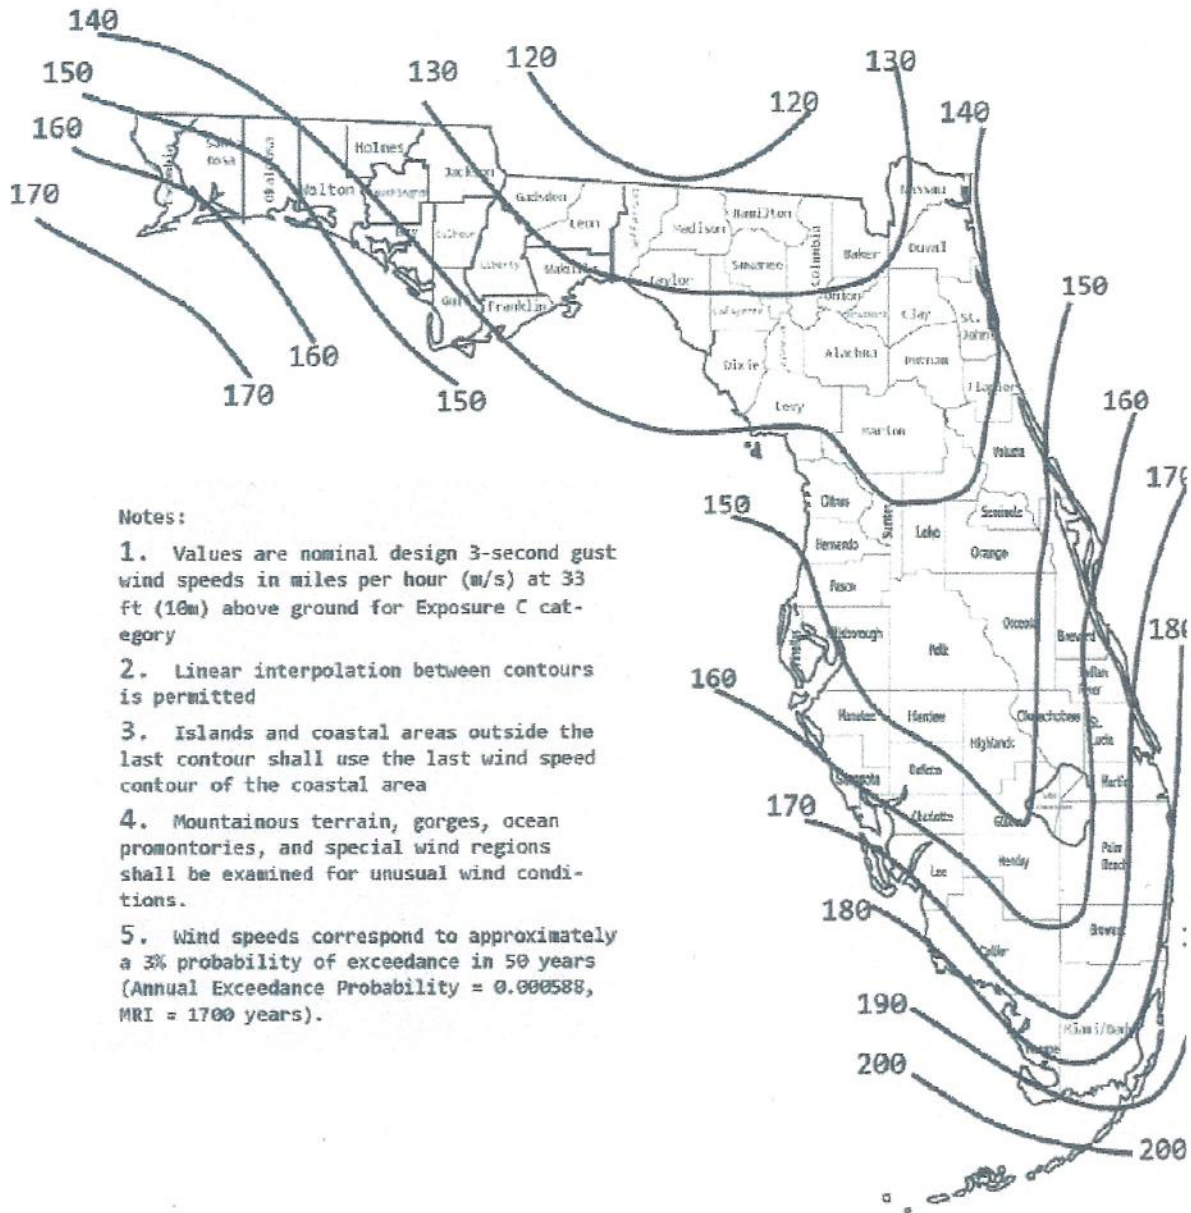 140
120
130
150
130
120
140
160
170
Holmes
Walton
Jackson
Gadsden
Leon
Madison
Hamilton
Columbia
Baker
Nassau
Duval
Liberty
Taylor
Suwanee
Gulf
Franklin
Union
Clay
St.
Johns
150
160
170
150
Dixie
Alachua
Putnam
Flagler
Levy
Marion
160
Volusia
170
Notes:
1. Values are nominal design 3-second gust
wind speeds in miles per hour (m/s) at 33
ft (10m) above ground for Exposure C cat-
egory
2. Linear interpolation between contours
is permitted
3. Islands and coastal areas outside the
last contour shall use the last wind speed
contour of the coastal area
4. Mountainous terrain, gorges, ocean
promontories, and special wind regions
shall be examined for unusual wind condi-
tions.
5. Wind speeds correspond to approximately
a 3% probability of exceedance in 50 years
(Annual Exceedance Probability = 0.000588,
MRI = 1700 years).
150
Citrus
Sumter
Lake
Seminole
Orange
Hernando
Pasco
Osceola
Brevard
180
Polk
Indian
River
160
Manatee
Hardee
Okeechobee
St.
Lucie
Highlands
DeSoto
Sarasota
Martin
170
Charlotte
Glades
Hendry
Palm
Beach
Lee
180
Broward
Collier
190
Miami/Dade
Monroe
200
200